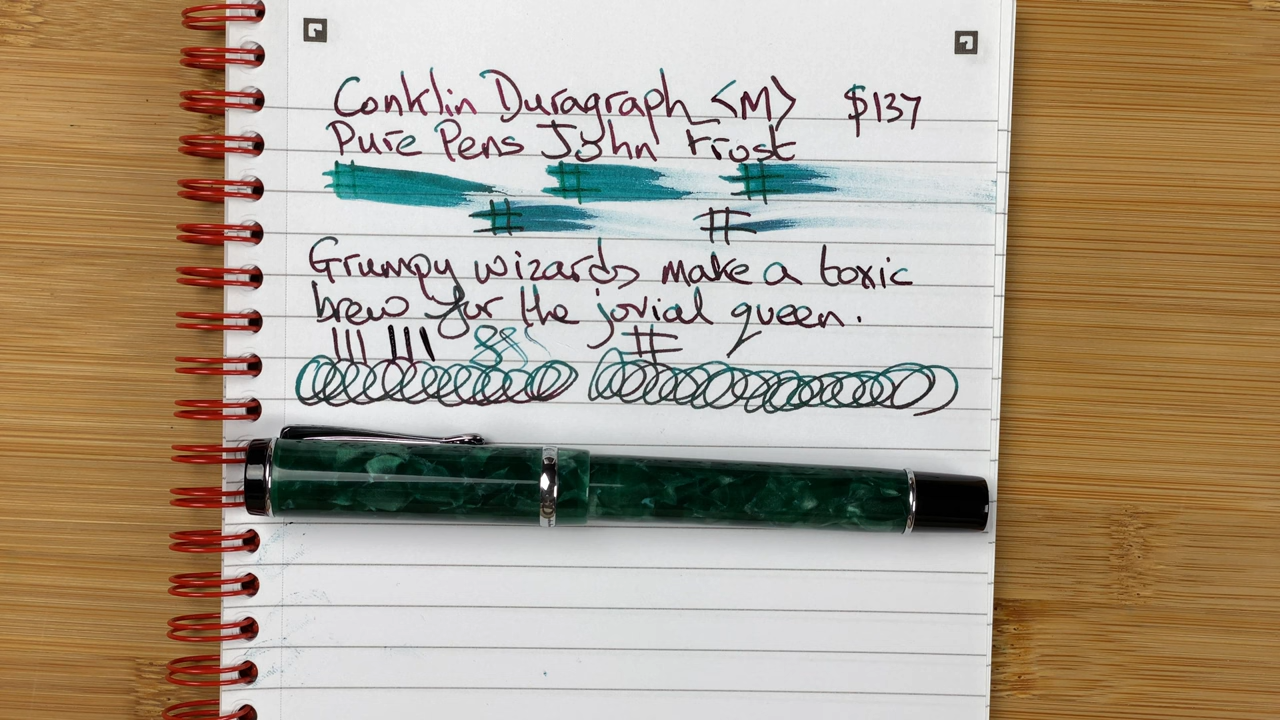 Conklin Duragraph <M> $137
Pure Pens John Frost
#
#
#
#
#
Grumpy wizards make a toxic
brew for the jovial queen.
#